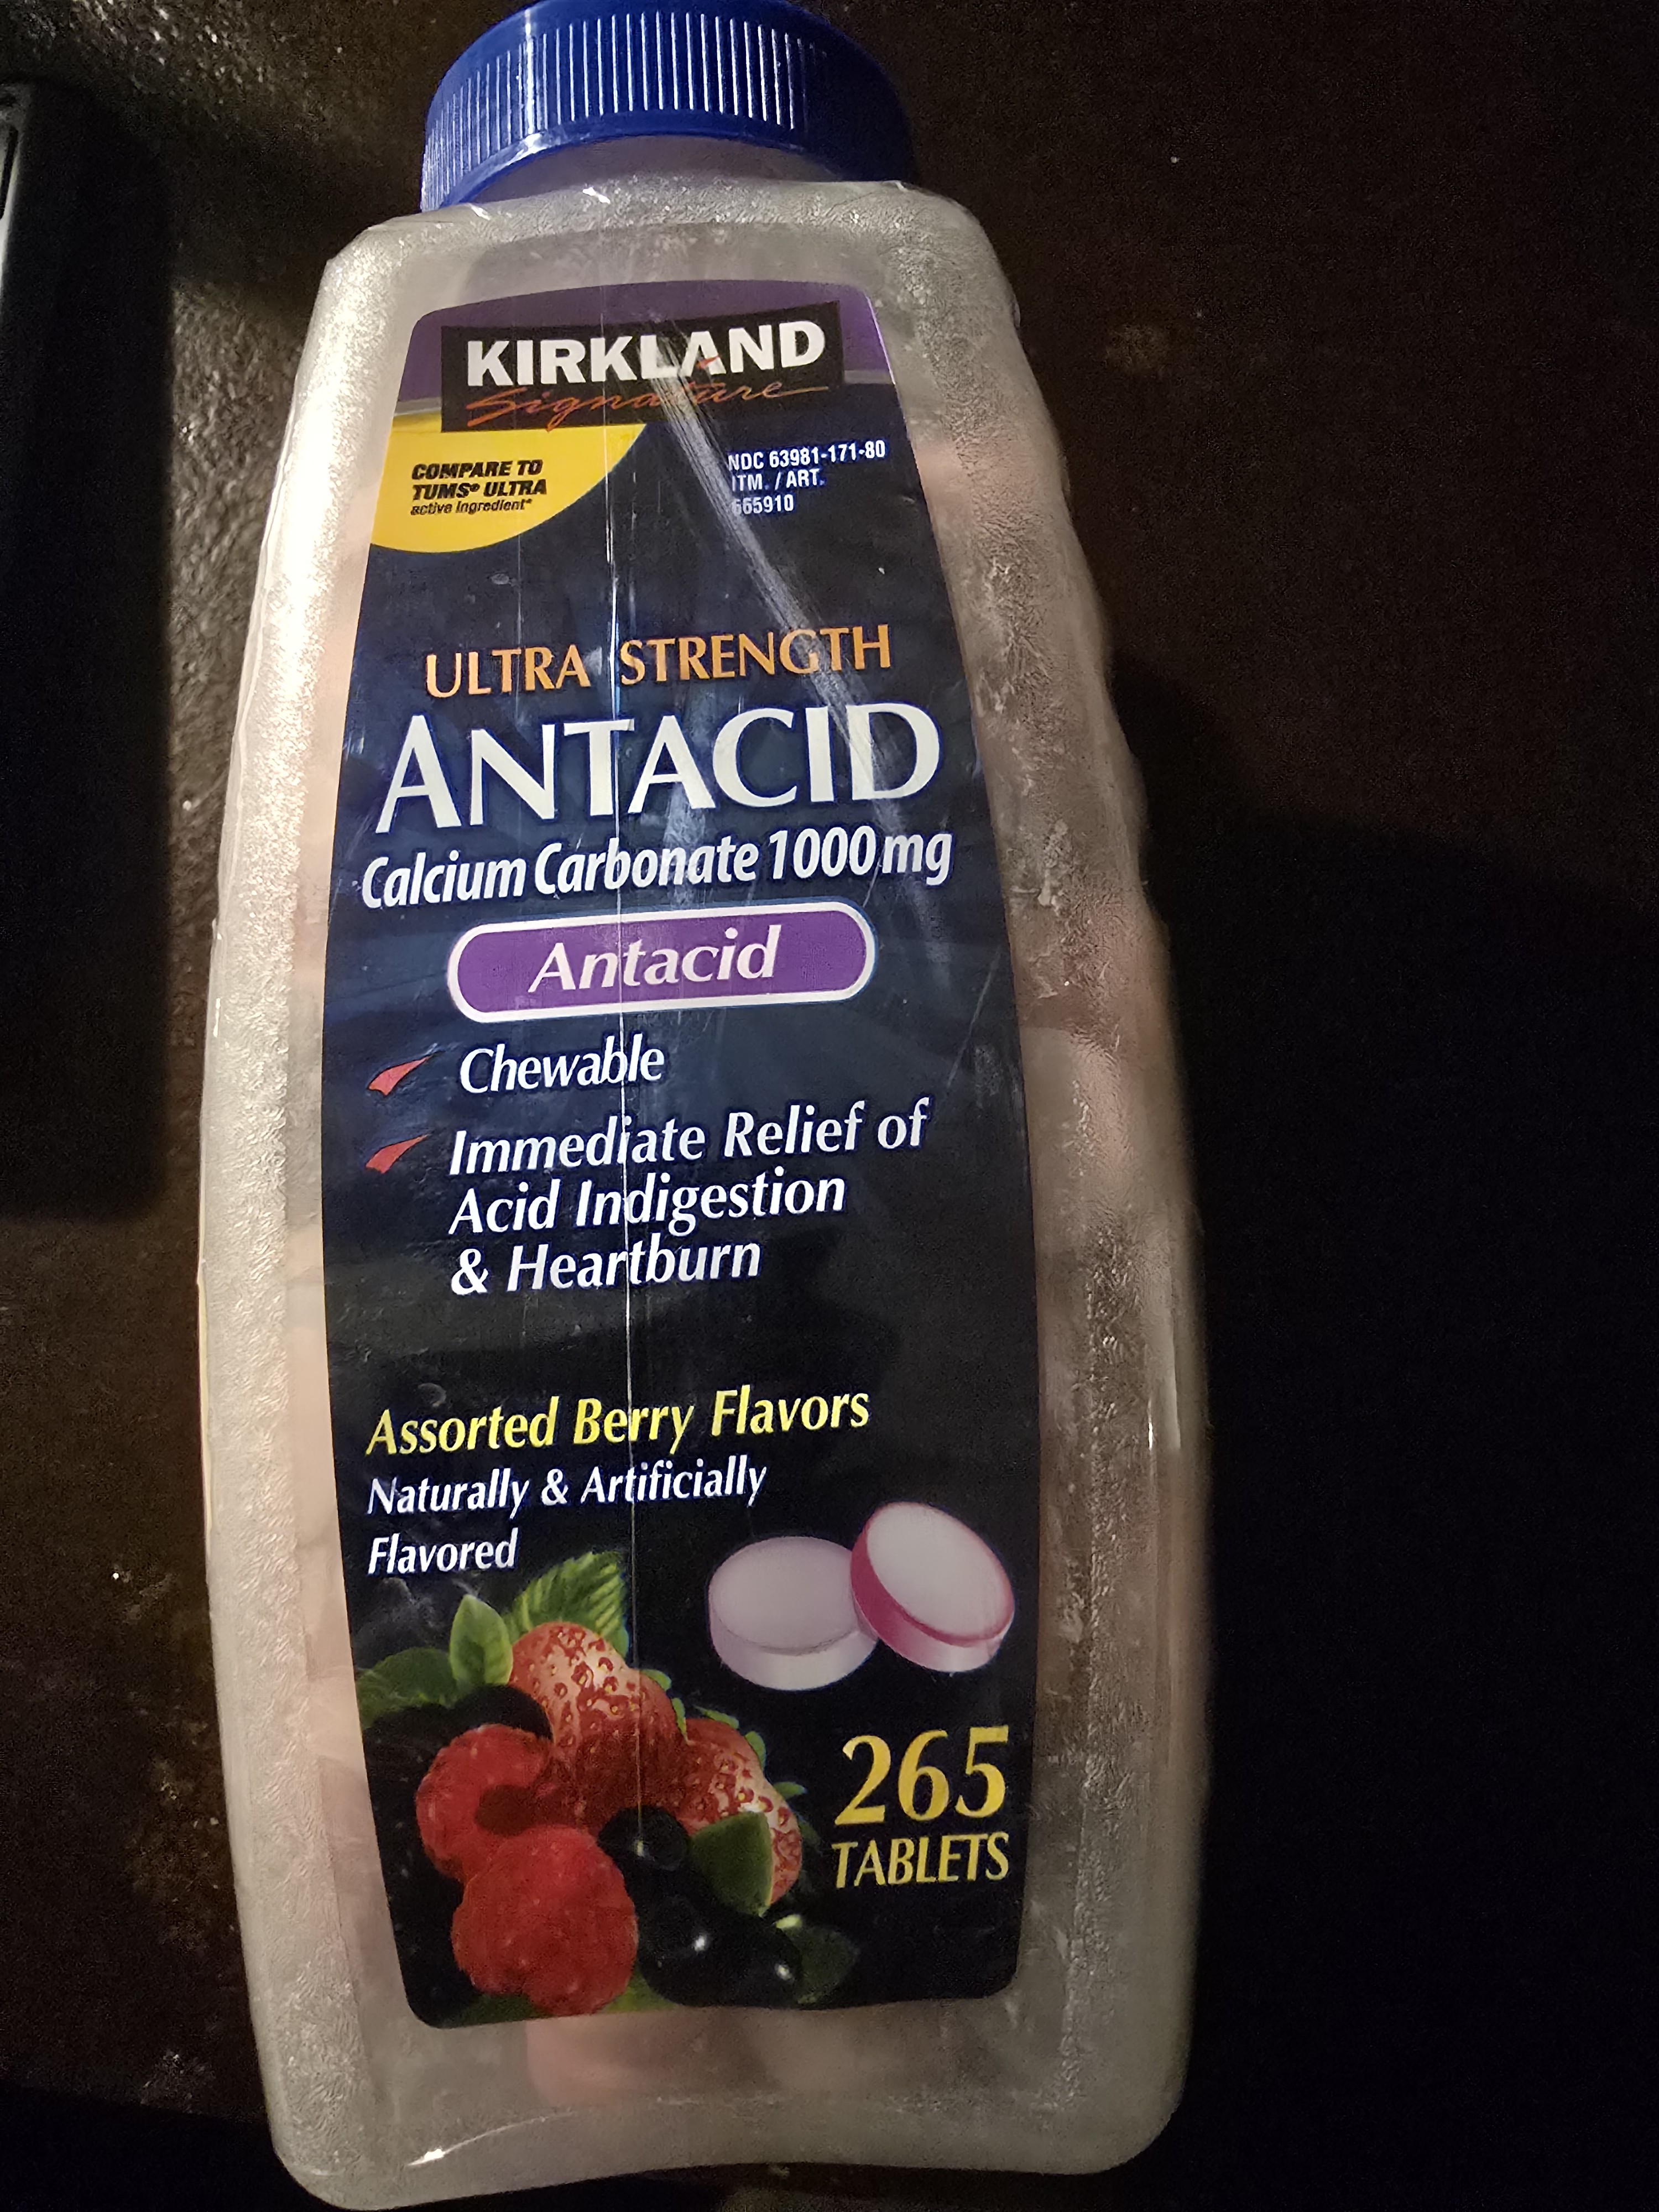 KIRKLAND
Signature
COMPARE TO
TUMS® ULTRA
active ingredient*
NDC 63981-171-80
ITM. / ART.
665910
ULTRA STRENGTH
ANTACID
Calcium Carbonate 1000 mg
Antacid
Chewable
Immediate Relief of
Acid Indigestion
& Heartburn
Assorted Berry Flavors
Naturally & Artificially
Flavored
265
TABLETS